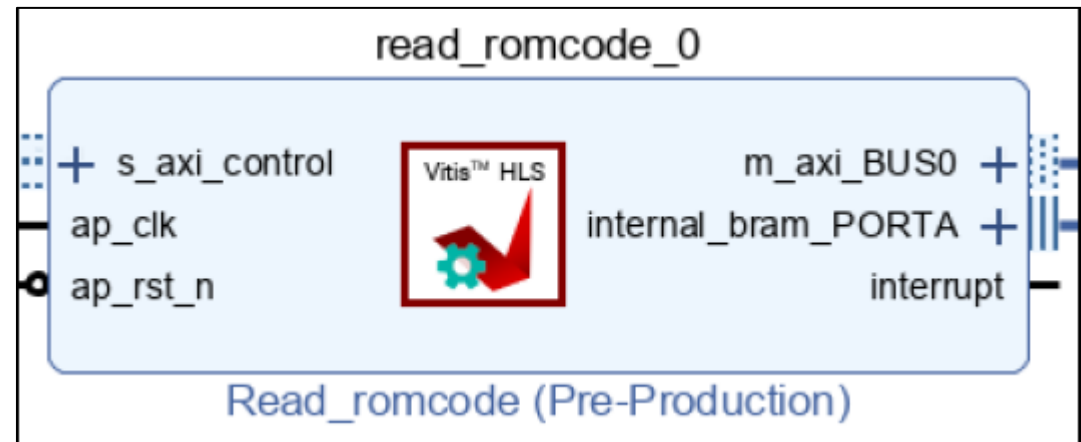 read_romcode_0
s_axi_control
ap_clk
ap_rst_n
Vitis™ HLS
m_axi_BUS0
internal_bram_PORTA
interrupt
Read_romcode (Pre-Production)